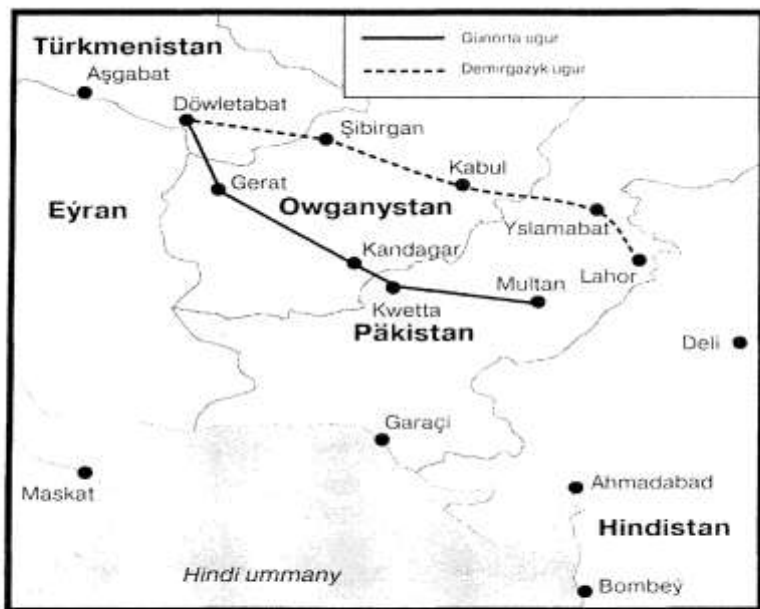 Türkmenistan
Günorta ugur
Demirgazyk ugur
Aşgabat
Döwletabat
Şibirgan
Kabul
Gerat
Eýran
Owganystan
Yslamabat
Kandagar
Lahor
Multan
Kwetta
Päkistan
Deli
Garaçi
Maskat
Ahmadabad
Hindistan
Hindi ummany
Bombeý